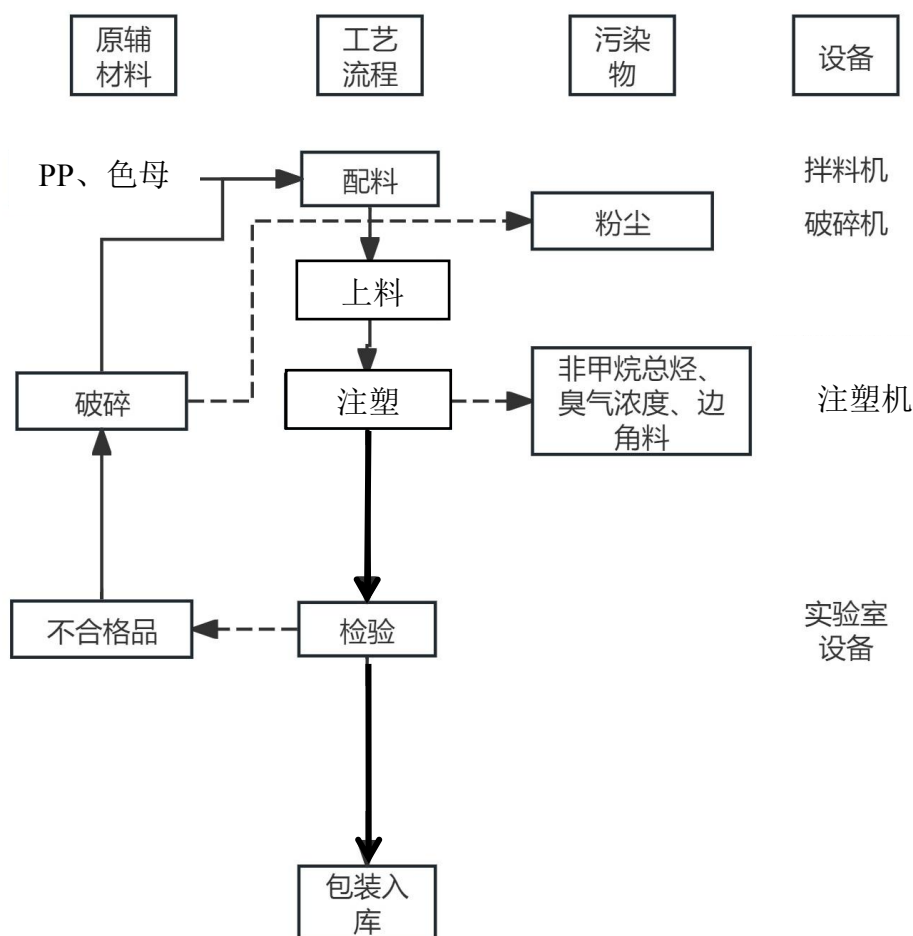 原辅
材料
工艺
流程
污染
物
设备
PP、色母
配料
拌料机
粉尘
破碎机
上料
破碎
注塑
非甲烷总烃、
臭气浓度、边
角料
注塑机
不合格品
检验
实验室
设备
包装入
库